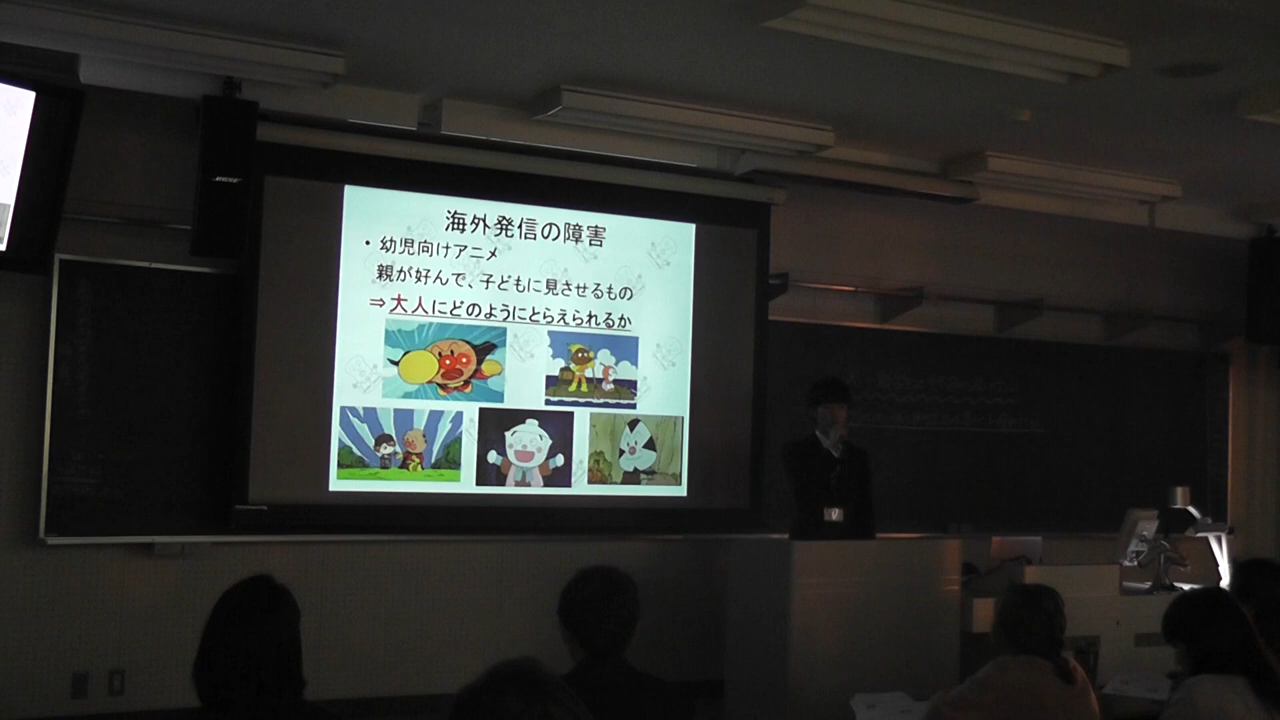 海外発信の障害
• 幼児向けアニメ
親が好んで、子どもに見させるもの
⇒大人にどのようにとらえられるか
BOSE